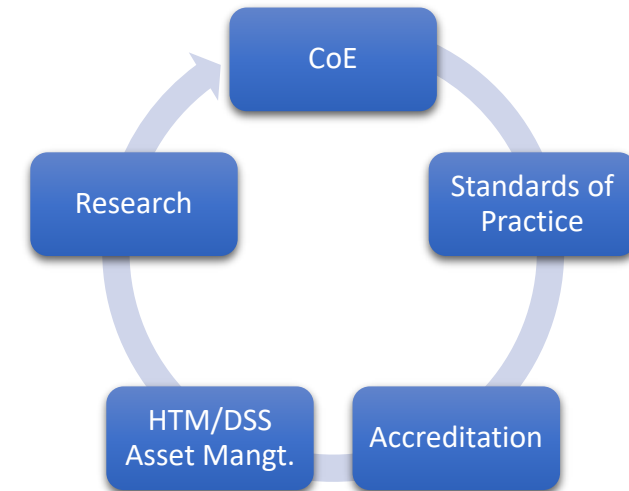 CoE
Standards of
Practice
Accreditation
HTM/DSS
Asset Mangt.
Research